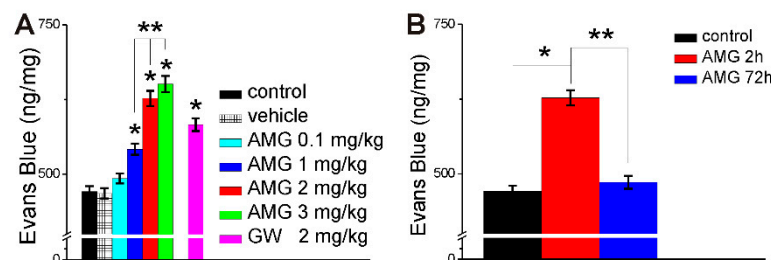 A
750
Evans Blue (ng/mg)
500
0
**
*
*
*
*
control
vehicle
AMG 0.1 mg/kg
AMG 1 mg/kg
AMG 2 mg/kg
AMG 3 mg/kg
GW 2 mg/kg
B
750
Evans Blue (ng/mg)
500
0
*
**
control
AMG 2h
AMG 72h